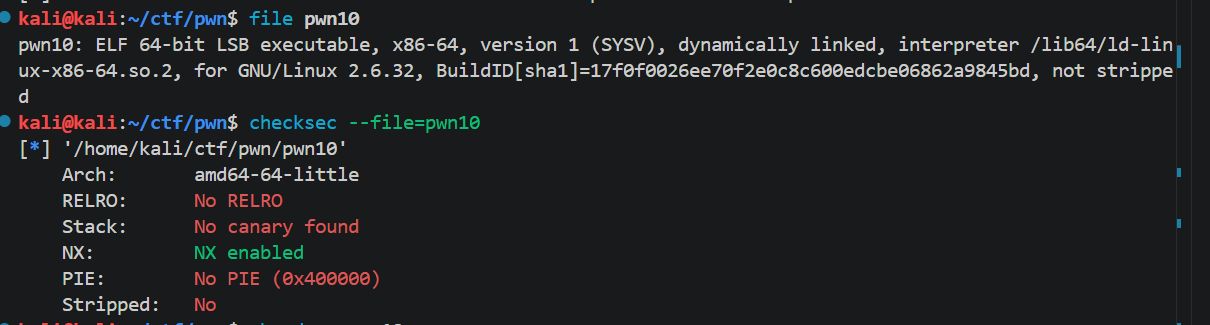 kali@kali:~/ctf/pwn$ file pwn10
pwn10: ELF 64-bit LSB executable, x86-64, version 1 (SYSV), dynamically linked, interpreter /lib64/ld-lin
ux-x86-64.so.2, for GNU/Linux 2.6.32, BuildID[sha1]=17f0f0026ee70f2e0c8c600edcbe06862a9845bd, not strippe
d
kali@kali:~/ctf/pwn$ checksec --file=pwn10
[*] '/home/kali/ctf/pwn/pwn10'
    Arch:       amd64-64-little
    RELRO:      No RELRO
    Stack:      No canary found
    NX:         NX enabled
    PIE:        No PIE (0x400000)
    Stripped:   No